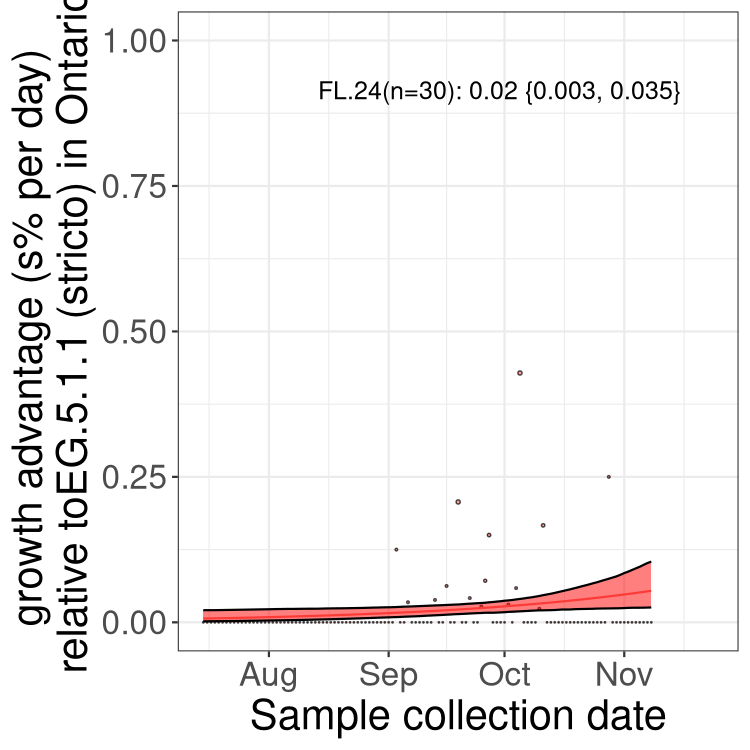 growth advantage (s% per day)
relative toEG.5.1.1 (stricto) in Ontario
1.00
0.75
0.50
0.25
0.00
FL.24(n=30): 0.02 {0.003, 0.035}
Aug Sep Oct Nov
Sample collection date